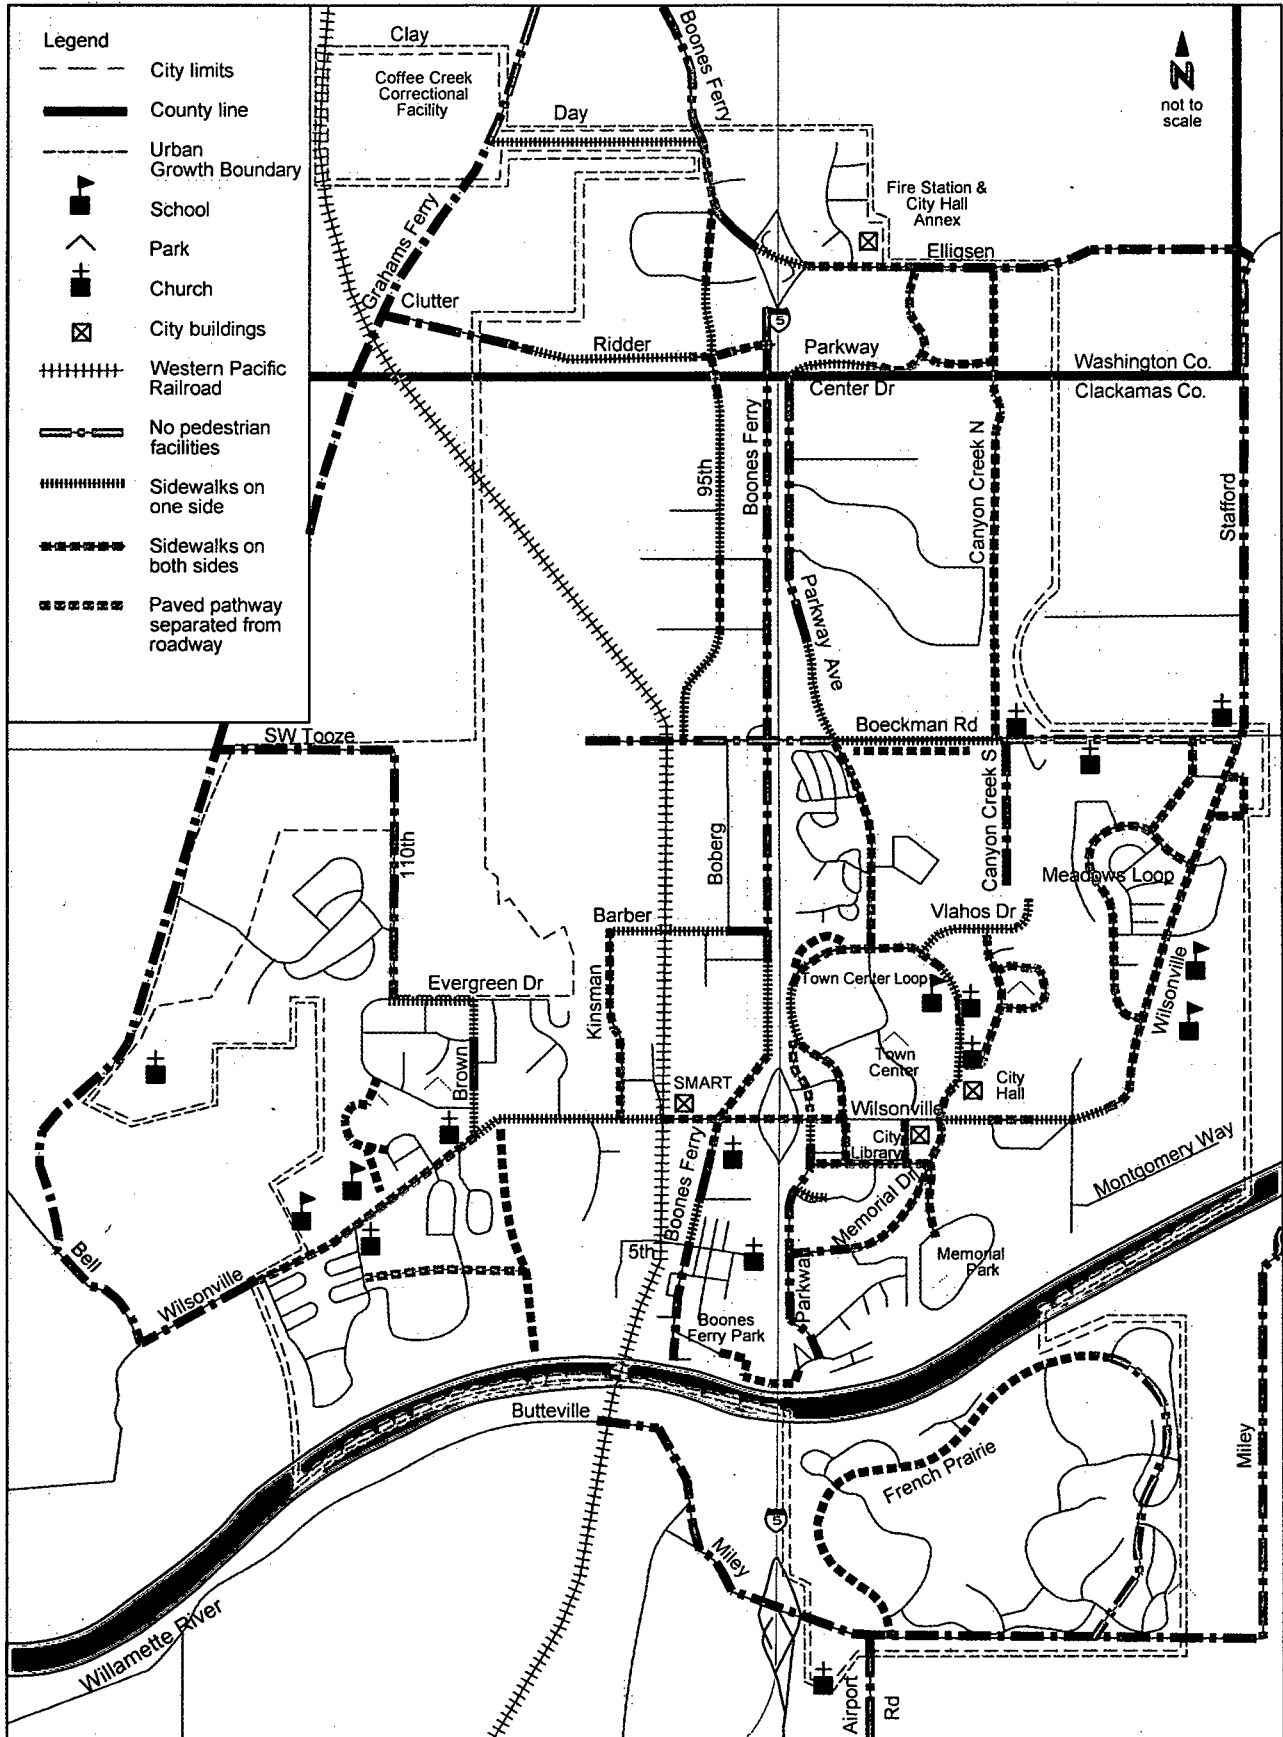 Legend
City limits
County line
Urban
Growth Boundary
School
Park
Church
City buildings
Western Pacific
Railroad
No pedestrian
facilities
Sidewalks on
one side
Sidewalks on
both sides
Paved pathway
separated from
roadway
Clay
Coffee Creek
Correctional
Facility
Boones Ferry
Day
N
not to
scale
Grahams Ferry
Fire Station &
City Hall
Annex
Elligsen
Clutter
5
Ridder
Parkway
Center Dr
Washington Co.
Clackamas Co.
95th
Boones Ferry
Canyon Creek N
Stafford
Parkway Ave
SW Tooze
Boeckman Rd
110th
Boberg
Canyon Creek S
Meadows Loop
Barber
Vlahos Dr
Evergreen Dr
Kinsman
Town Center Loop
Wilsonville
Brown
Town
Center
SMART
City
Hall
Wilsonville
City
Library
Boones Ferry
Montgomery Way
Memorial Dr
5th
Memorial
Park
Bell
Wilsonville
Parkway
Boones
Ferry Park
Butteville
French Prairie
Miley
5
Miley
Willamette River
Airport
Rd